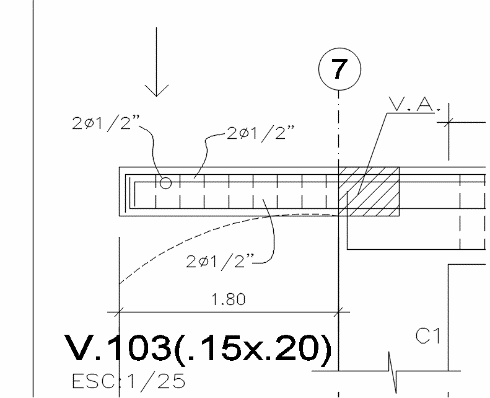 7
V.A.
2ø1/2”
2ø1/2”
2ø1/2”
1.80
V.103(.15x.20)
C1
ESC:1/25